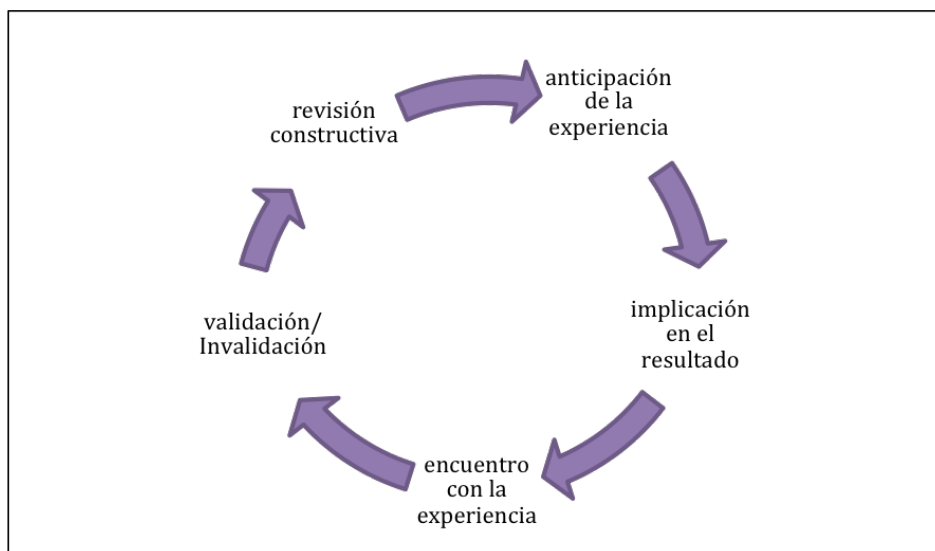 anticipación
de la
experiencia
implicación
en el
resultado
encuentro
con la
experiencia
validación/
Invalidación
revisión
constructiva